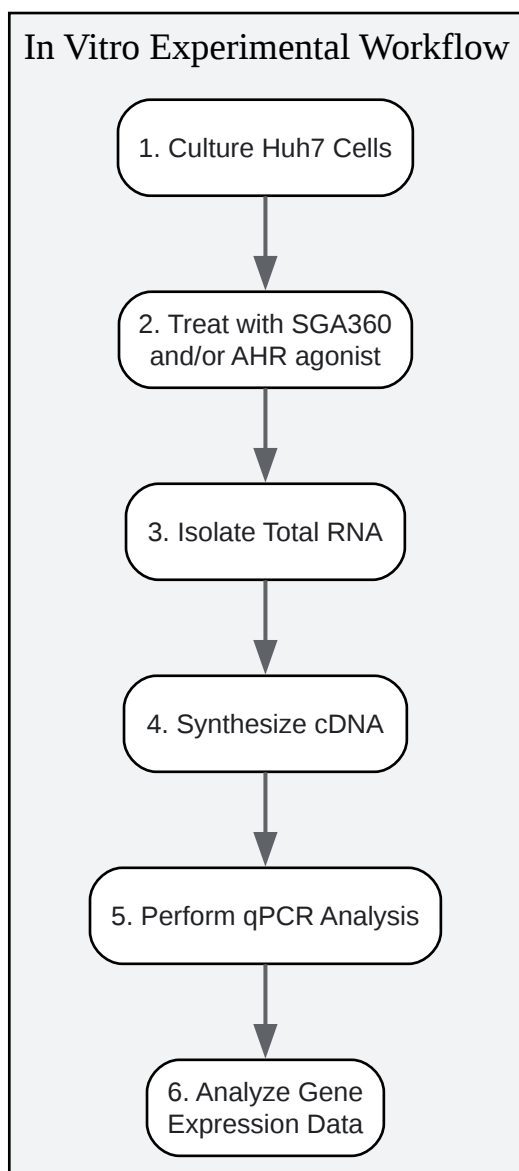 In Vitro Experimental Workflow
1. Culture Huh7 Cells
2. Treat with SGA360
and/or AHR agonist
3. Isolate Total RNA
4. Synthesize cDNA
5. Perform qPCR Analysis
6. Analyze Gene
Expression Data